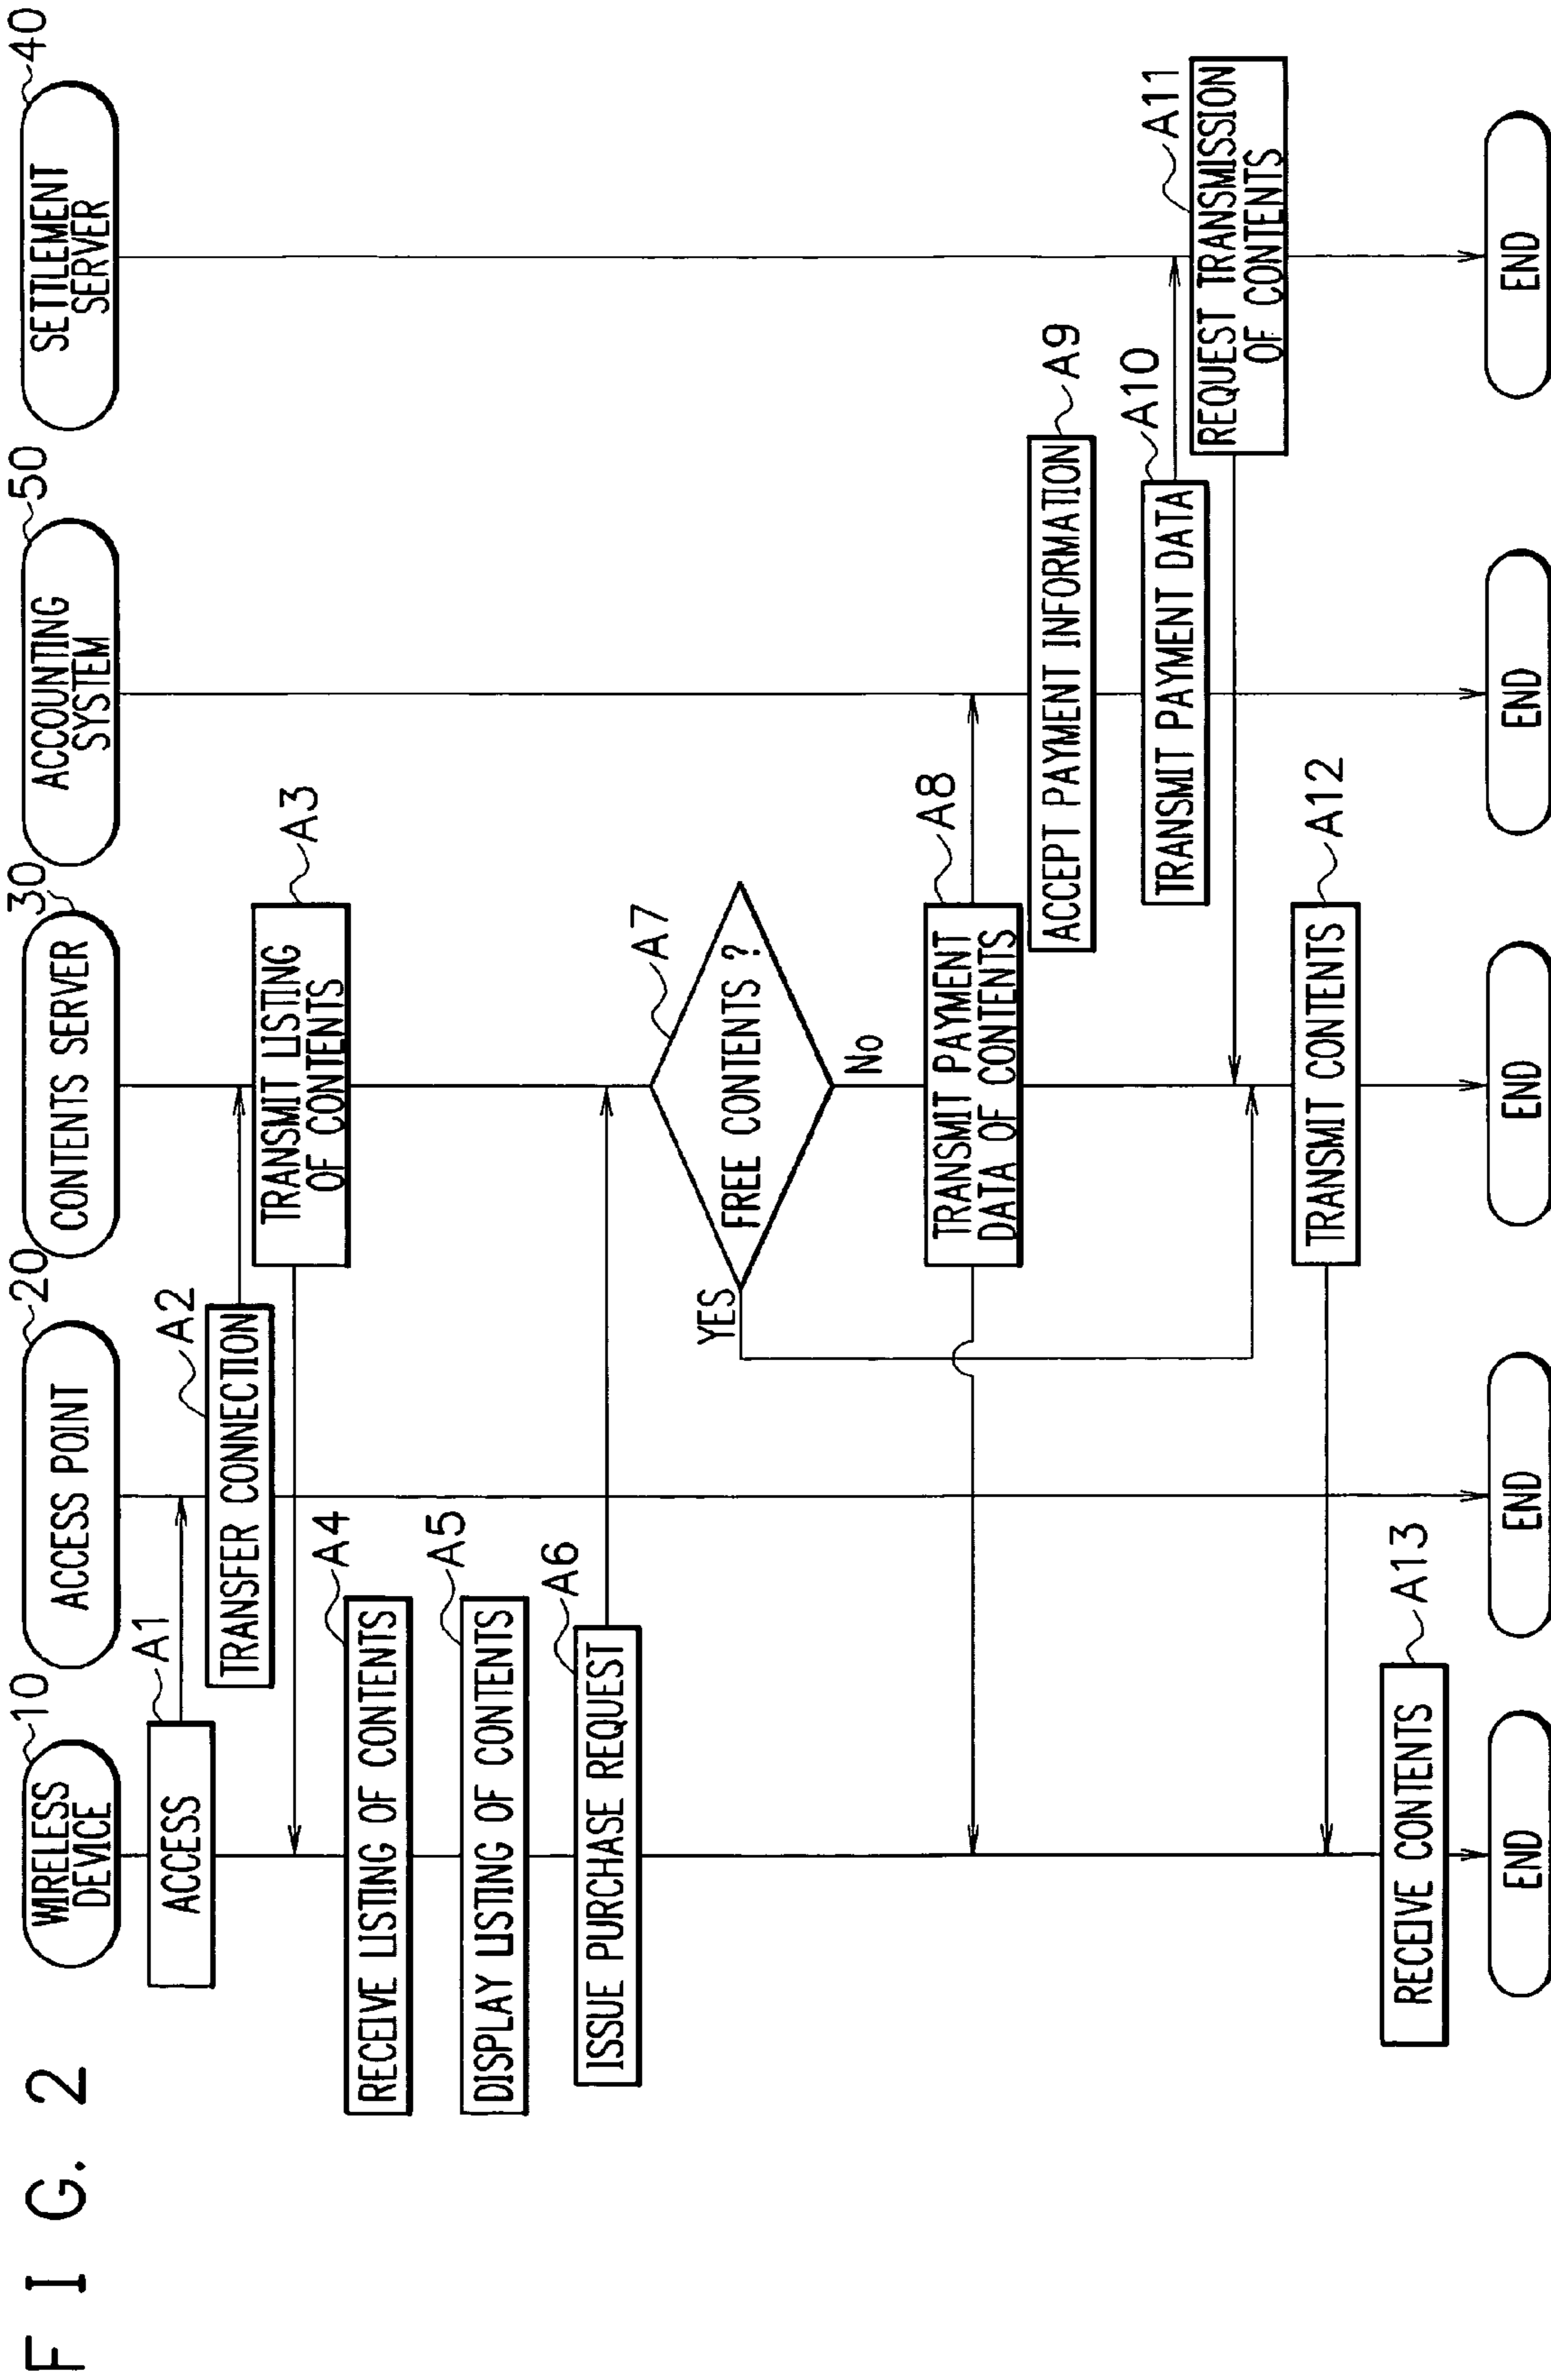 FIG. 2
WIRELESS
DEVICE
10
ACCESS POINT
20
CONTENTS SERVER
30
ACCOUNTING
SYSTEM
50
SETTLEMENT
SERVER
40
ACCESS
A1
TRANSFER CONNECTION
A2
TRANSMIT LISTING
OF CONTENTS
A3
RECEIVE LISTING OF CONTENTS
A4
DISPLAY LISTING OF CONTENTS
A5
ISSUE PURCHASE REQUEST
A6
FREE CONTENTS ?
A7
YES
No
TRANSMIT PAYMENT
DATA OF CONTENTS
A8
ACCEPT PAYMENT INFORMATION
A9
TRANSMIT PAYMENT DATA
A10
REQUEST TRANSMISSION
OF CONTENTS
A11
TRANSMIT CONTENTS
A12
RECEIVE CONTENTS
A13
END
END
END
END
END